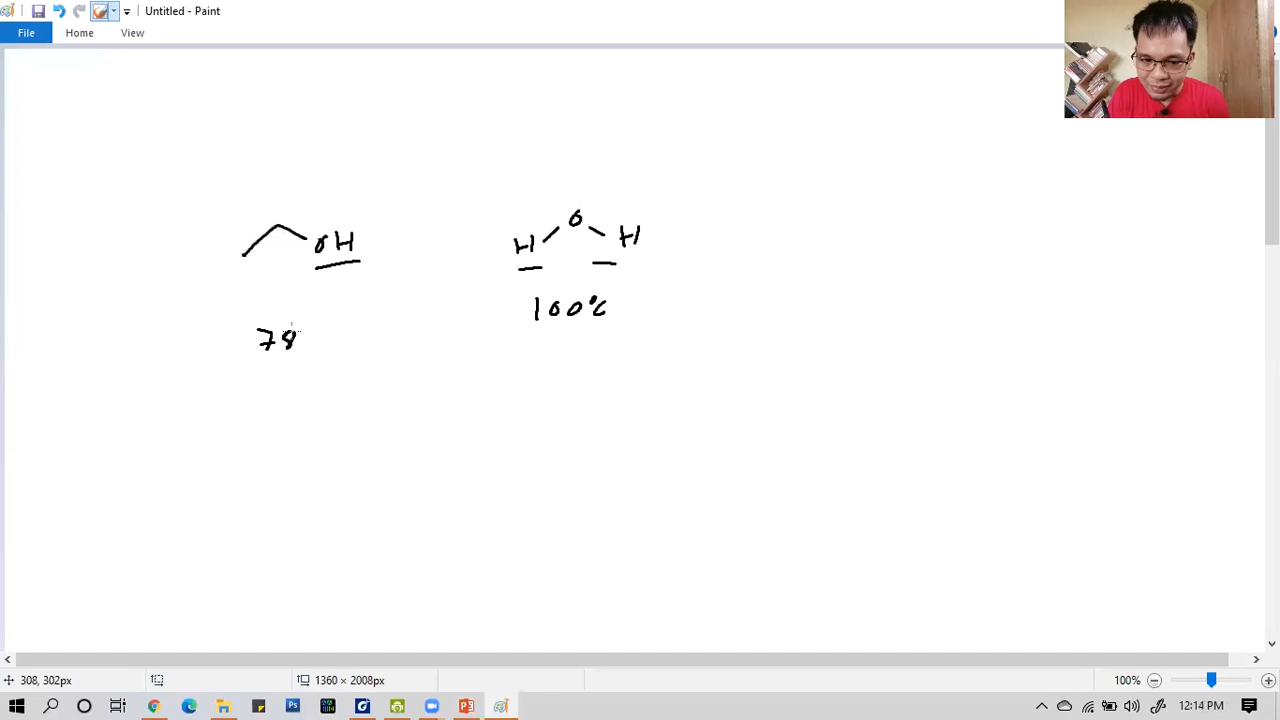 Untitled - Paint
File Home View
OH
H O H
100°C
78
308, 302px
1360 × 2008px
100%
12:14 PM